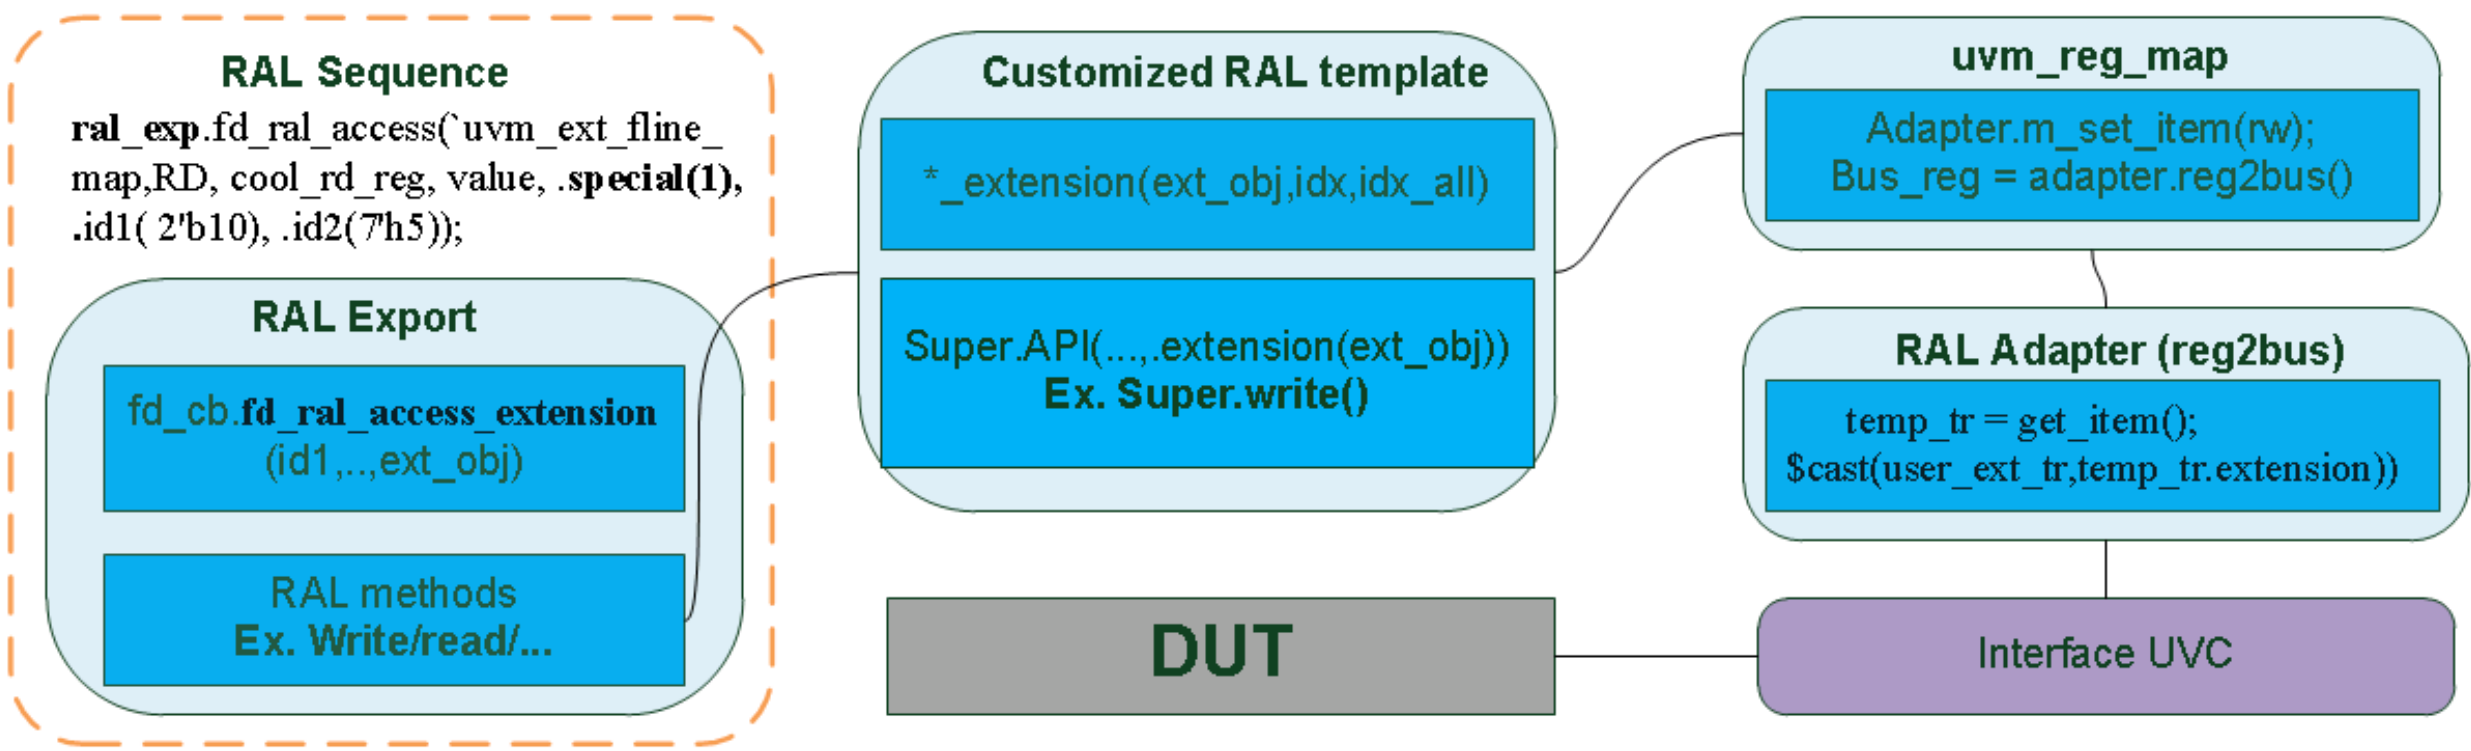 RAL Sequence
ral_exp.fd_ral_access(`uvm_ext_fline_
map,RD, cool_rd_reg, value, .special(1),
.id1( 2'b10), .id2(7'h5));
RAL Export
fd_cb.fd_ral_access_extension
(id1,..,ext_obj)
RAL methods
Ex. Write/read/...
Customized RAL template
*_extension(ext_obj,idx,idx_all)
Super.API(...,.extension(ext_obj))
Ex. Super.write()
uvm_reg_map
Adapter.m_set_item(rw);
Bus_reg = adapter.reg2bus()
RAL Adapter (reg2bus)
temp_tr = get_item();
$cast(user_ext_tr,temp_tr.extension))
Interface UVC
DUT